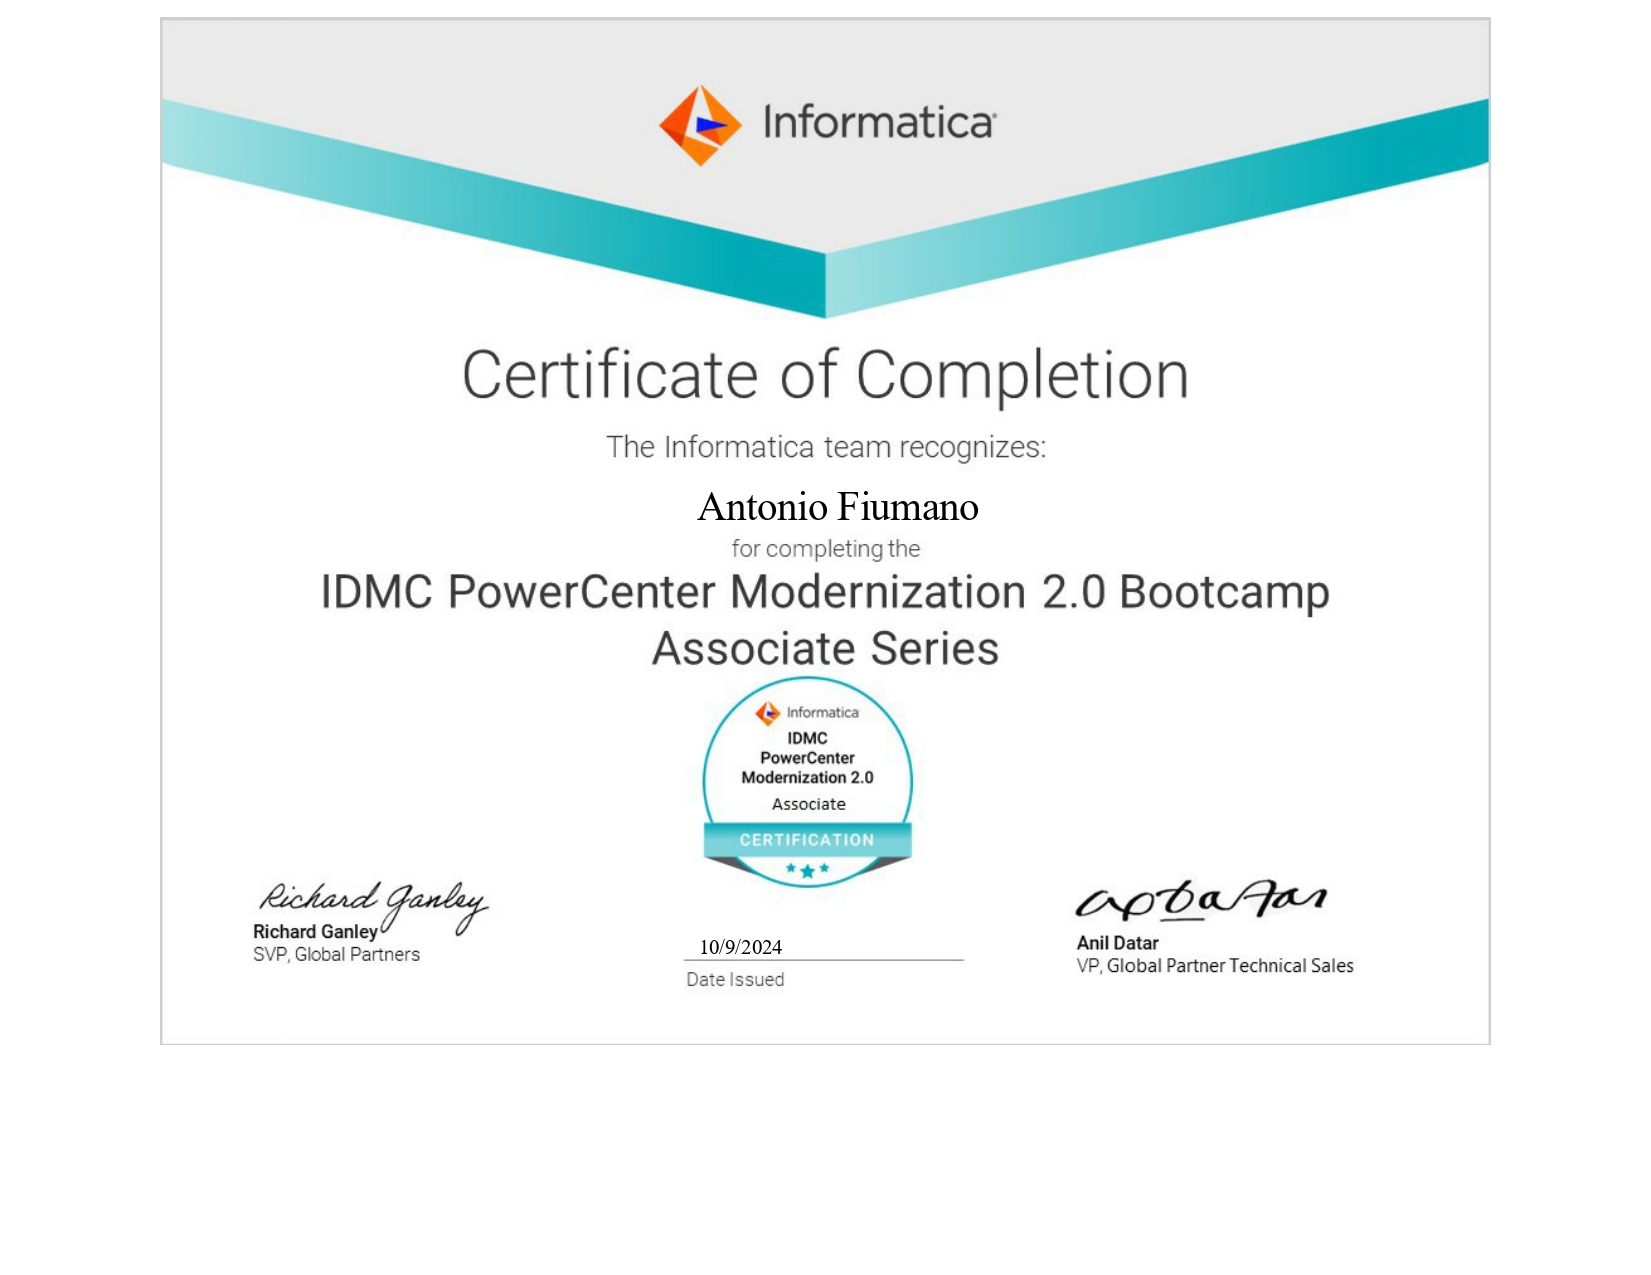 Informatica
Certificate of Completion
The Informatica team recognizes:
Antonio Fiumano
for completing the
IDMC PowerCenter Modernization 2.0 Bootcamp
Associate Series
Informatica
IDMC
PowerCenter
Modernization 2.0
Associate
CERTIFICATION
Richard Ganley
Richard Ganley
SVP, Global Partners
10/9/2024
Date Issued
Anil Datar
VP, Global Partner Technical Sales